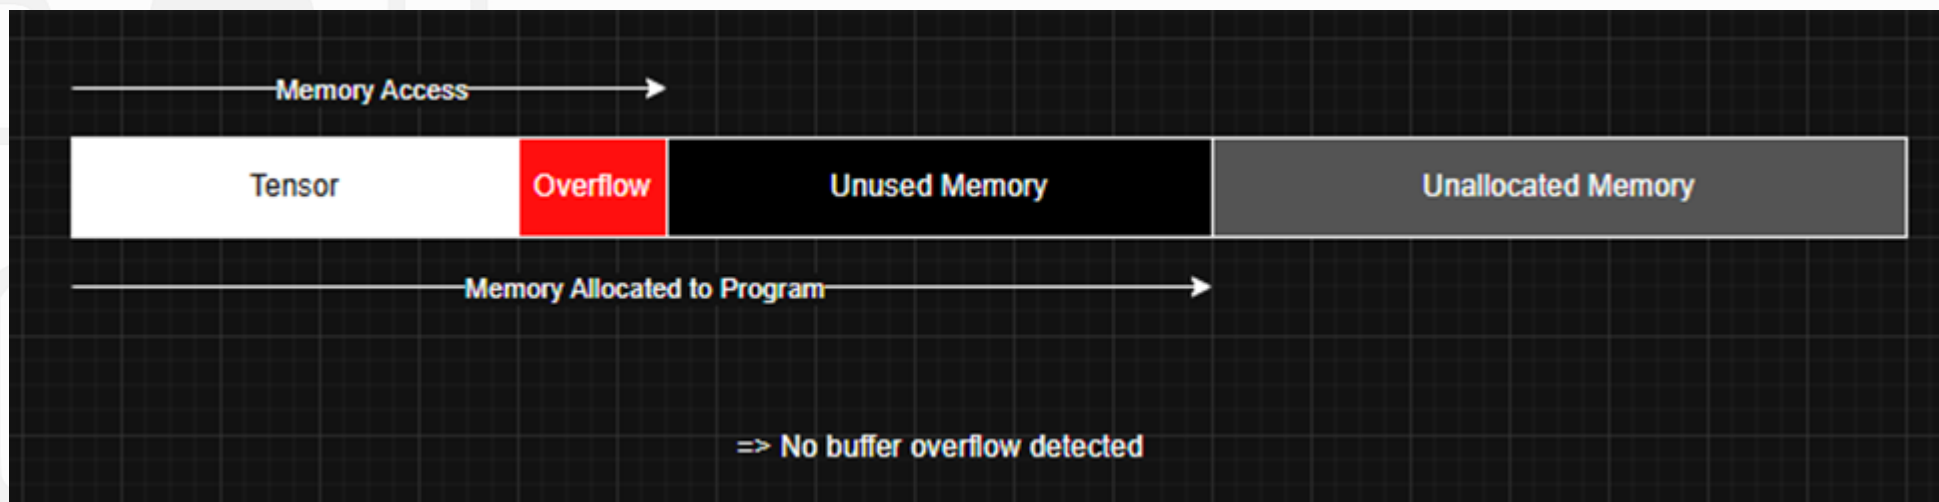 Memory Access
Tensor
Overflow
Unused Memory
Unallocated Memory
Memory Allocated to Program
=> No buffer overflow detected